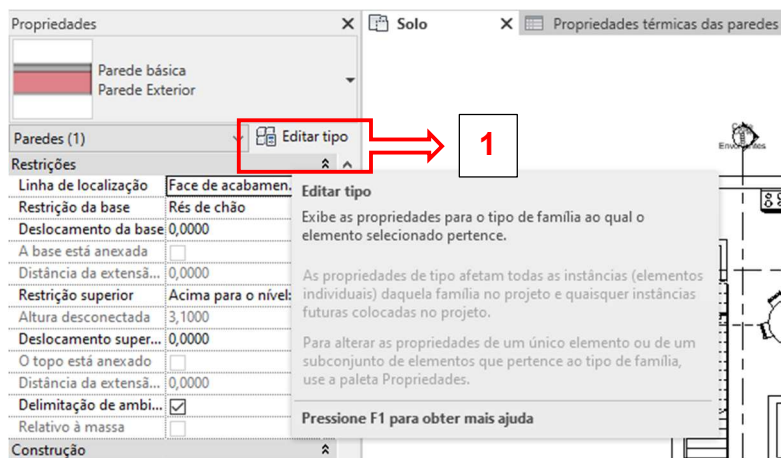 Propriedades
Solo
Propriedades térmicas das paredes
Parede básica
Parede Exterior
Paredes (1)
Editar tipo
1
Restrições
Linha de localização Face de acabamen.
Restrição da base Rés de chão
Deslocamento da base 0,0000
A base está anexada
Distância da extensã... 0,0000
Restrição superior Acima para o nível:
Altura desconectada 3,1000
Deslocamento super... 0,0000
O topo está anexado
Distância da extensã... 0,0000
Delimitação de ambi...
Relativo à massa
Construção
Editar tipo
Exibe as propriedades para o tipo de família ao qual o
elemento selecionado pertence.
As propriedades de tipo afetam todas as instâncias (elementos
individuais) daquela família no projeto e quaisquer instâncias
futuras colocadas no projeto.
Para alterar as propriedades de um único elemento ou de um
subconjunto de elementos que pertence ao tipo de família,
use a paleta Propriedades.
Pressione F1 para obter mais ajuda